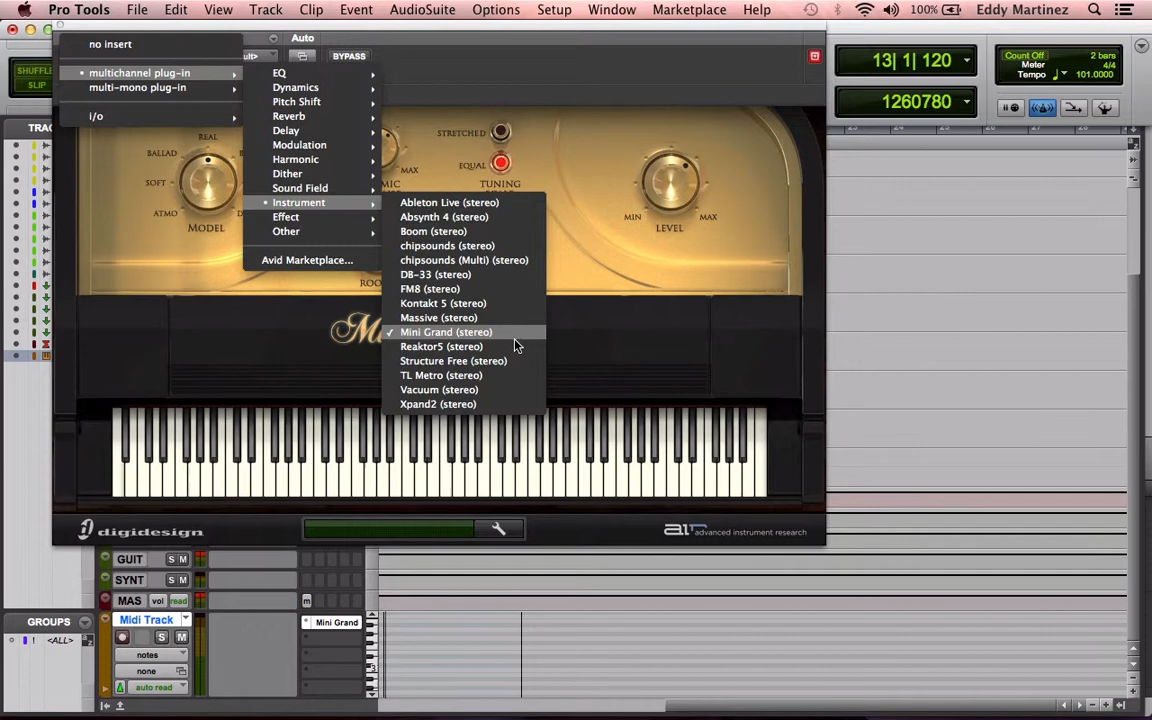 Pro Tools File Edit View Track Clip Event AudioSuite Options Setup Window Marketplace Help 100% Eddy Martinez
no insert
Auto
BYPASS
multichannel plug-in
multi-mono plug-in
i/o
EQ
Dynamics
Pitch Shift
Reverb
Delay
Modulation
Harmonic
Dither
Sound Field
Instrument
Effect
Other
Avid Marketplace...
Ableton Live (stereo)
Absynth 4 (stereo)
Boom (stereo)
chipsounds (stereo)
chipsounds (Multi) (stereo)
DB-33 (stereo)
FM8 (stereo)
Kontakt 5 (stereo)
Massive (stereo)
Mini Grand (stereo)
Reaktor5 (stereo)
Structure Free (stereo)
TL Metro (stereo)
Vacuum (stereo)
Xpand2 (stereo)
SHUFFLE
SLIP
13| 1| 120
1260780
Count Off 2 bars
Meter 4/4
Tempo 101.0000
REAL
BALLAD
SOFT
ATMO
MODEL
STRETCHED
EQUAL
TUNING
MIN
MAX
LEVEL
digidesign
air advanced instrument research
GUIT S M
SYNT S M
MAS vol read m
GROUPS
! <ALL>
Midi Track
Mini Grand
S M
notes
none
auto read